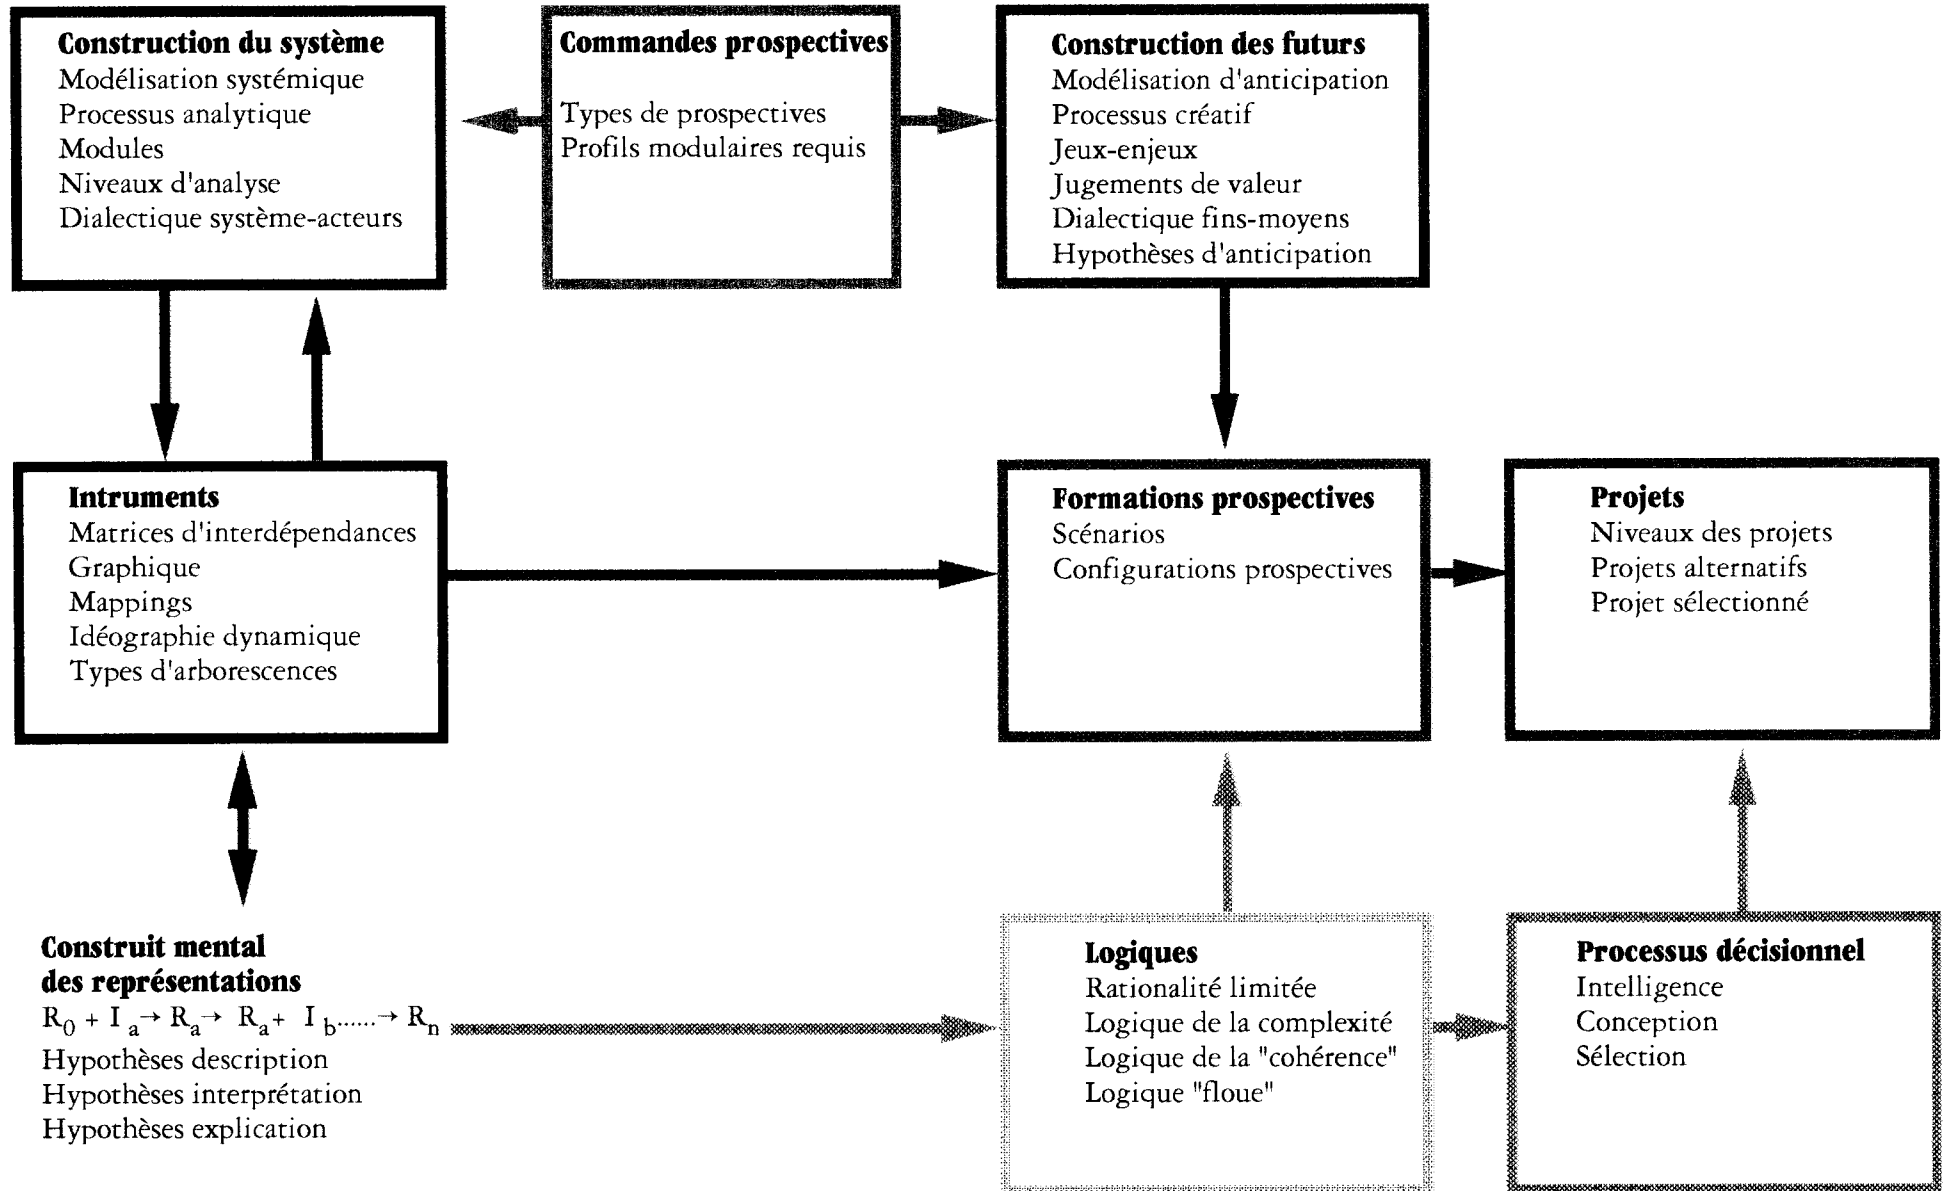 Construction du système
Modélisation systémique
Processus analytique
Modules
Niveaux d'analyse
Dialectique système-acteurs
Commandes prospectives
Types de prospectives
Profils modulaires requis
Construction des futurs
Modélisation d'anticipation
Processus créatif
Jeux-enjeux
Jugements de valeur
Dialectique fins-moyens
Hypothèses d'anticipation
Intruments
Matrices d'interdépendances
Graphique
Mappings
Idéographie dynamique
Types d'arborescences
Formations prospectives
Scénarios
Configurations prospectives
Projets
Niveaux des projets
Projets alternatifs
Projet sélectionné
Construit mental
des représentations
R0 + I a→ Ra→ Ra+ I b......→ Rn
Hypothèses description
Hypothèses interprétation
Hypothèses explication
Logiques
Rationalité limitée
Logique de la complexité
Logique de la "cohérence"
Logique "floue"
Processus décisionnel
Intelligence
Conception
Sélection